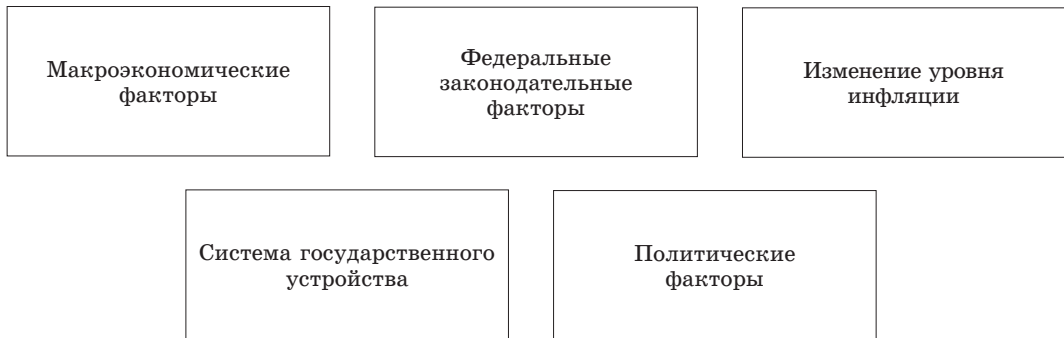 Макроэкономические
факторы
Федеральные
законодательные
факторы
Изменение уровня
инфляции
Система государственного
устройства
Политические
факторы